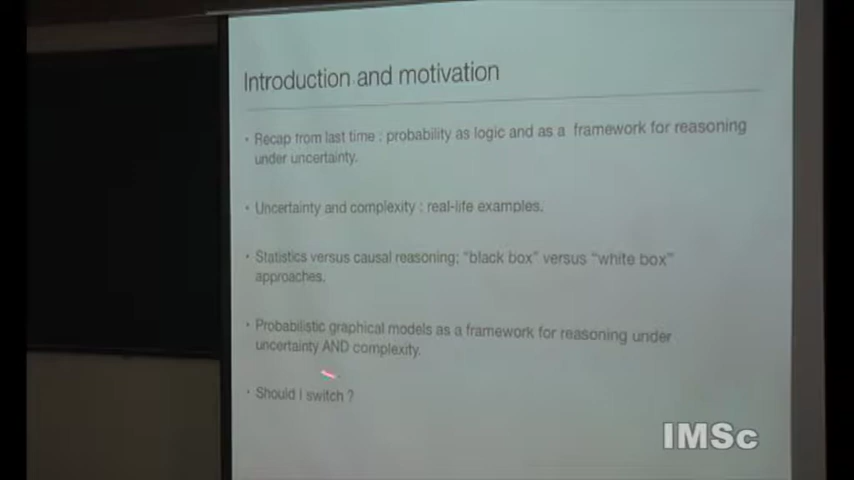 Introduction and motivation
• Recap from last time : probability as logic and as a framework for reasoning
under uncertainty.
• Uncertainty and complexity : real-life examples.
• Statistics versus causal reasoning; "black box" versus "white box"
approaches.
• Probabilistic graphical models as a framework for reasoning under
uncertainty AND complexity.
• Should I switch ?
IMSc